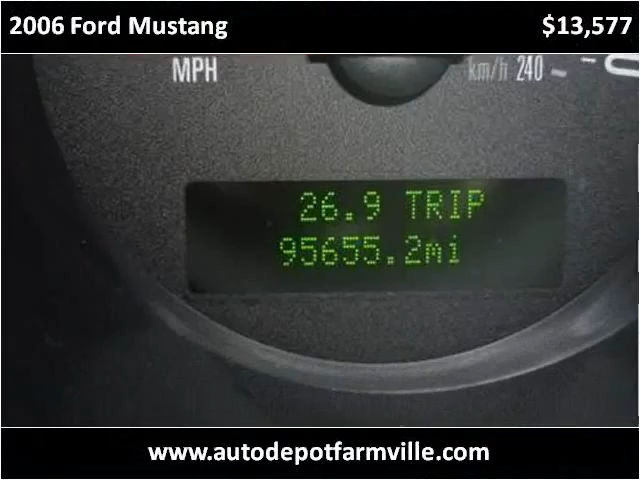 2006 Ford Mustang $13,577
MPH km/h 240
26.9 TRIP
95655.2mi
www.autodepotfarmville.com